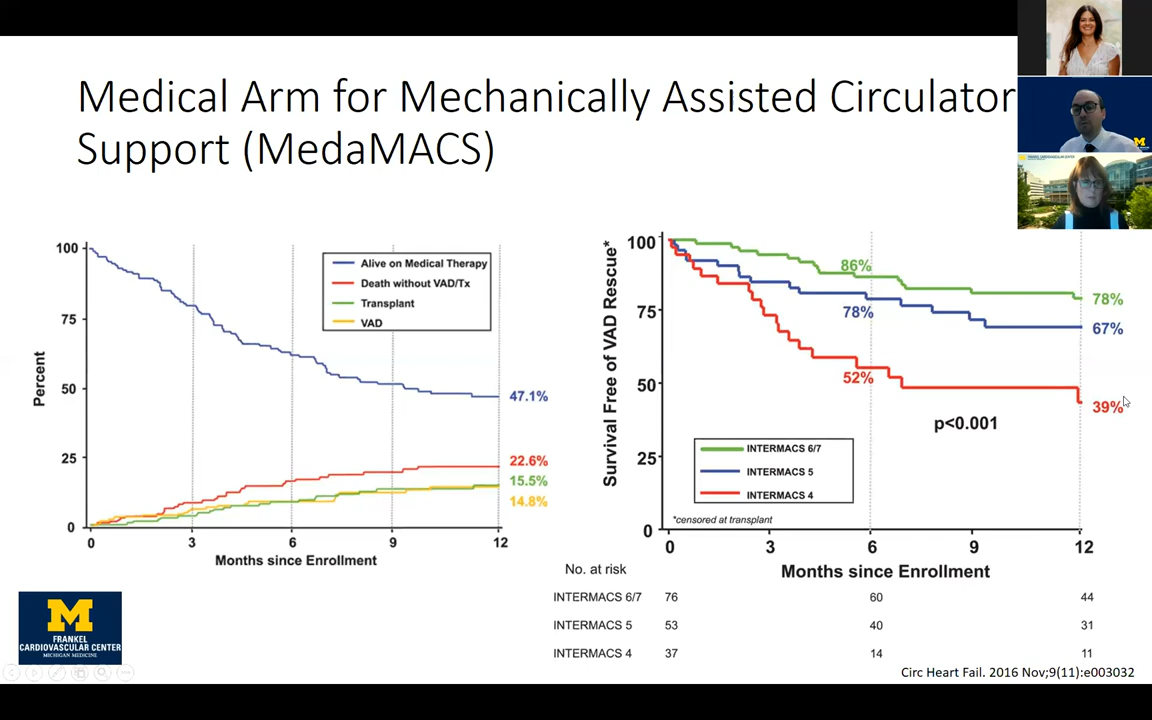 Medical Arm for Mechanically Assisted Circulator
Support (MedaMACS)
100
75
50
25
0
Percent
Alive on Medical Therapy
Death without VAD/Tx
Transplant
VAD
47.1%
22.6%
15.5%
14.8%
0
3
6
9
12
Months since Enrollment
100
75
50
25
0
Survival Free of VAD Rescue*
86%
78%
78%
67%
52%
39%
p<0.001
INTERMACS 6/7
INTERMACS 5
INTERMACS 4
*censored at transplant
0
3
6
9
12
Months since Enrollment
No. at risk
INTERMACS 6/7 76 60 44
INTERMACS 5 53 40 31
INTERMACS 4 37 14 11
M
FRANKEL
CARDIOVASCULAR CENTER
MICHIGAN MEDICINE
Circ Heart Fail. 2016 Nov;9(11):e003032
M
FRANKEL CARDIOVASCULAR CENTER